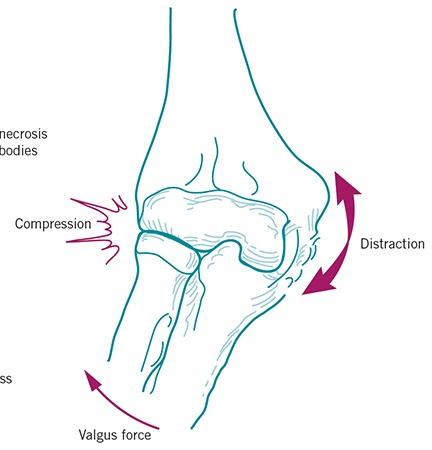 necrosis
bodies
Compression
Distraction
ss
Valgus force